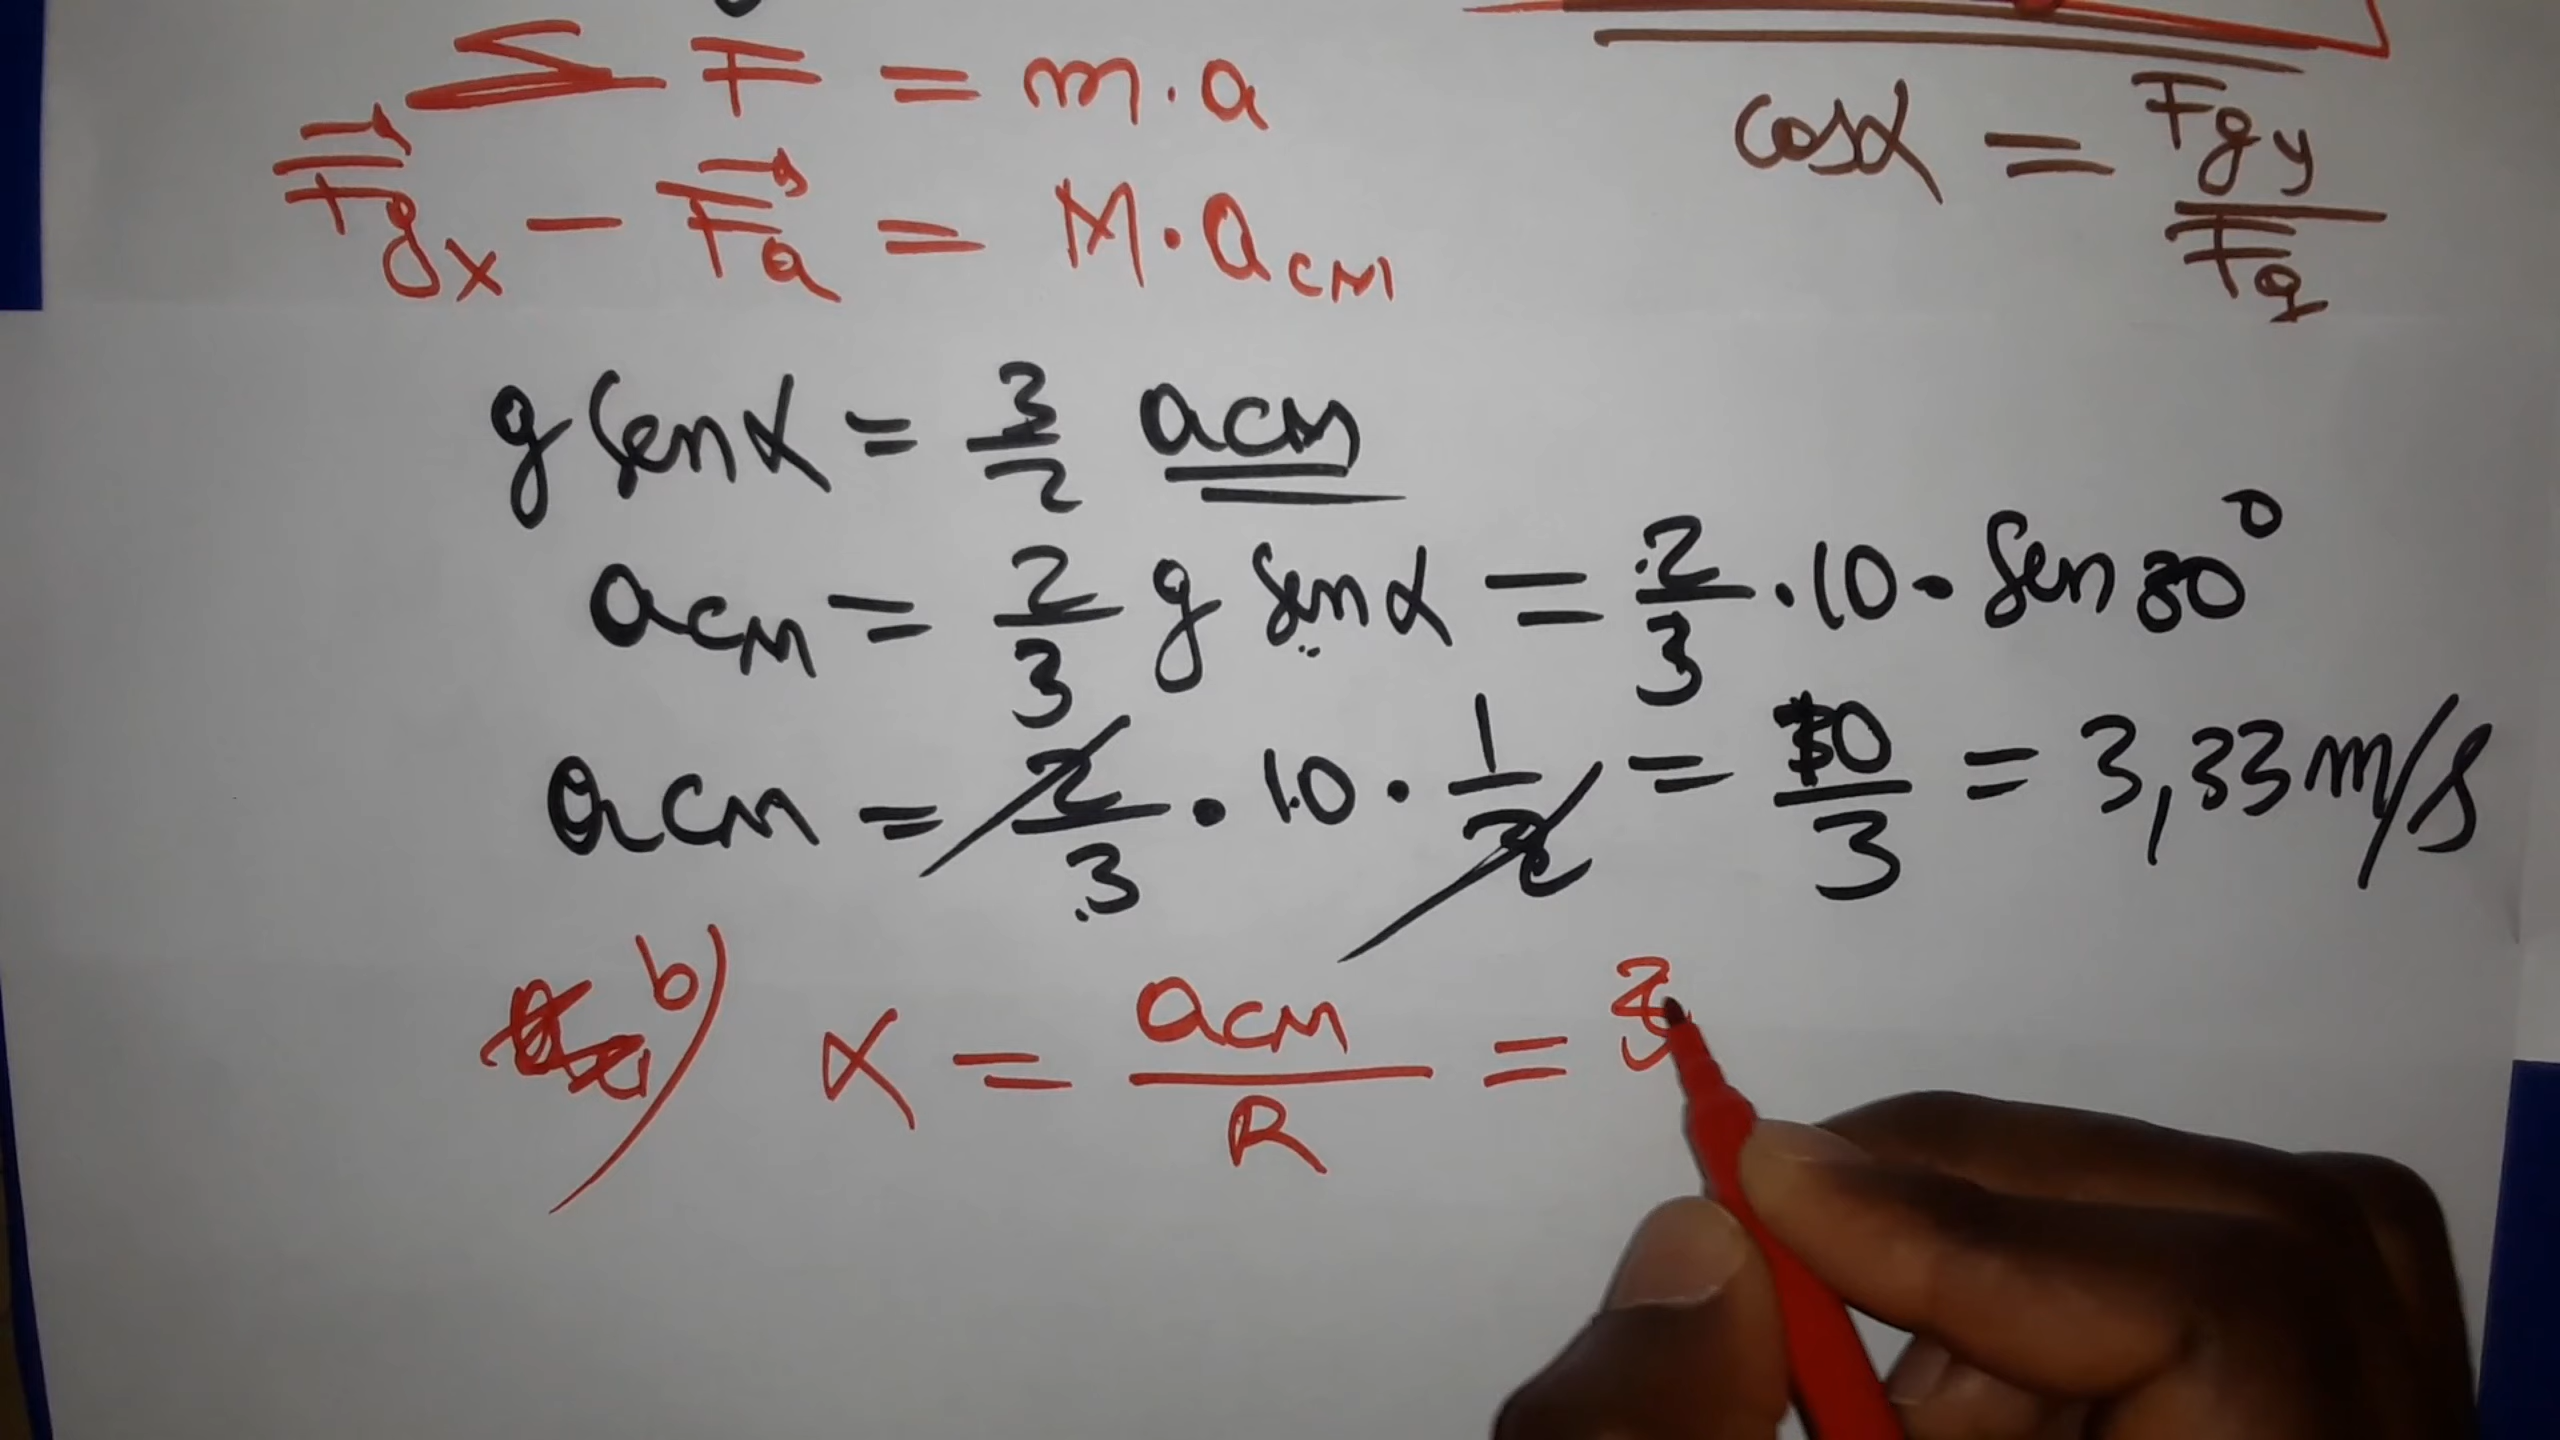 Σ F = m.a
cosα = Fgy/Fg
Fgx - Fa = M.aCM
g senα = 3/2 aCM
aCM = 2/3 g senα = 2/3 . 10 . sen 30°
aCM = 2/3 . 10 . 1/2 = 10/3 = 3,33 m/s
b) α = aCM/R = 3